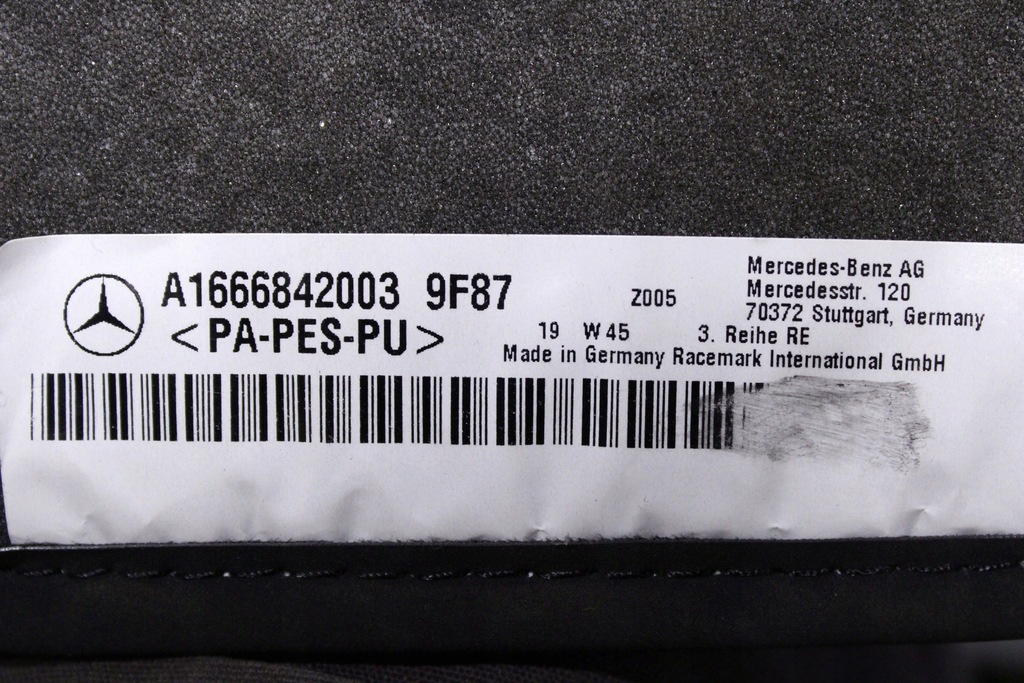 A1666842003 9F87
<PA-PES-PU>
Z005
Mercedes-Benz AG
Mercedesstr. 120
70372 Stuttgart, Germany
19 W45 3. Reihe RE
Made in Germany Racemark International GmbH